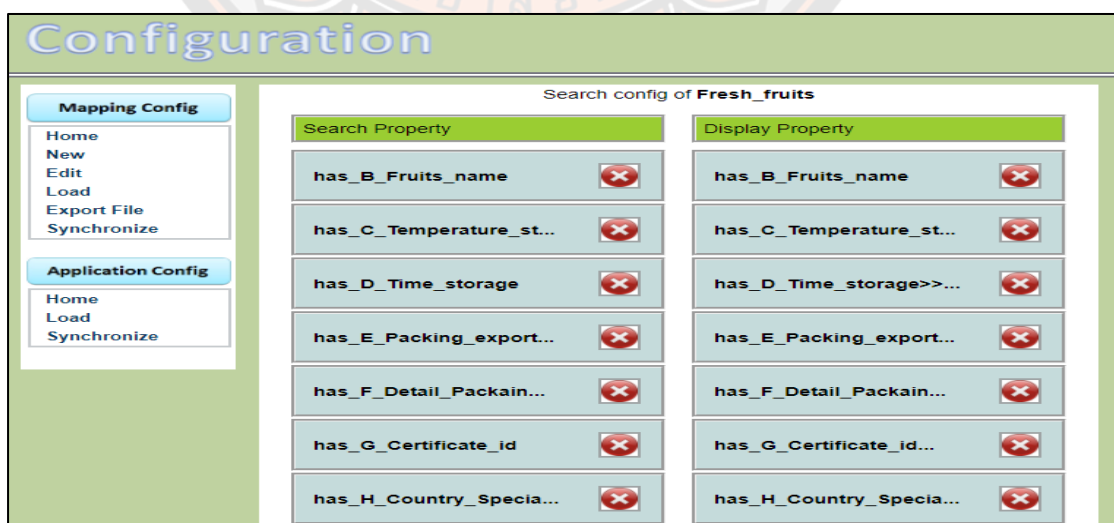 Configuration
Mapping Config
Home
New
Edit
Load
Export File
Synchronize
Application Config
Home
Load
Synchronize
Search config of Fresh_fruits
Search Property
has_B_Fruits_name
has_C_Temperature_st...
has_D_Time_storage
has_E_Packing_export...
has_F_Detail_Packain...
has_G_Certificate_id
has_H_Country_Specia...
Display Property
has_B_Fruits_name
has_C_Temperature_st...
has_D_Time_storage>>...
has_E_Packing_export...
has_F_Detail_Packain...
has_G_Certificate_id...
has_H_Country_Specia...